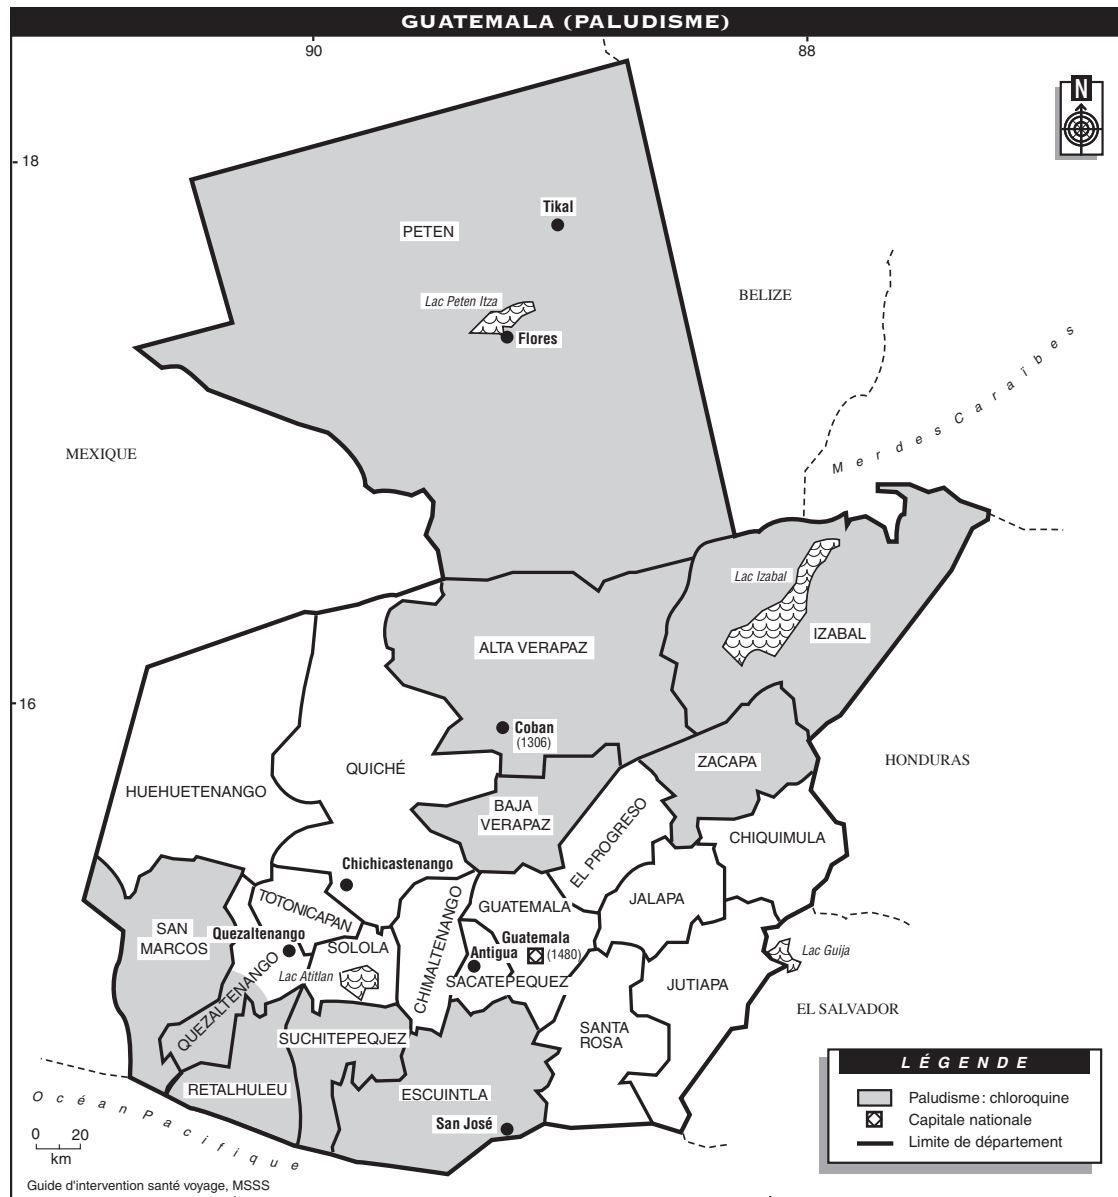 GUATEMALA (PALUDISME)
90
88
N
18
Tikal
PETEN
Lac Peten Itza
Flores
BELIZE
Mer des Caraïbes
MEXIQUE
Lac Izabal
IZABAL
ALTA VERAPAZ
16
Coban
(1306)
ZACAPA
HONDURAS
QUICHÉ
HUEHUETENANGO
BAJA
VERAPAZ
EL PROGRESO
CHIQUIMULA
Chichicastenango
TOTONICAPAN
GUATEMALA
JALAPA
SAN
MARCOS
Quezaltenango
SOLOLA
CHIMALTENANGO
Guatemala
(1480)
Antigua
Lac Guija
Lac Atitlan
SACATEPEQUEZ
JUTIAPA
QUEZALTENANGO
EL SALVADOR
SUCHITEPEQJEZ
SANTA
ROSA
RETALHULEU
ESCUINTLA
San José
Océan Pacifique
0 20
km
LÉGENDE
Paludisme : chloroquine
Capitale nationale
Limite de département
Guide d'intervention santé voyage, MSSS